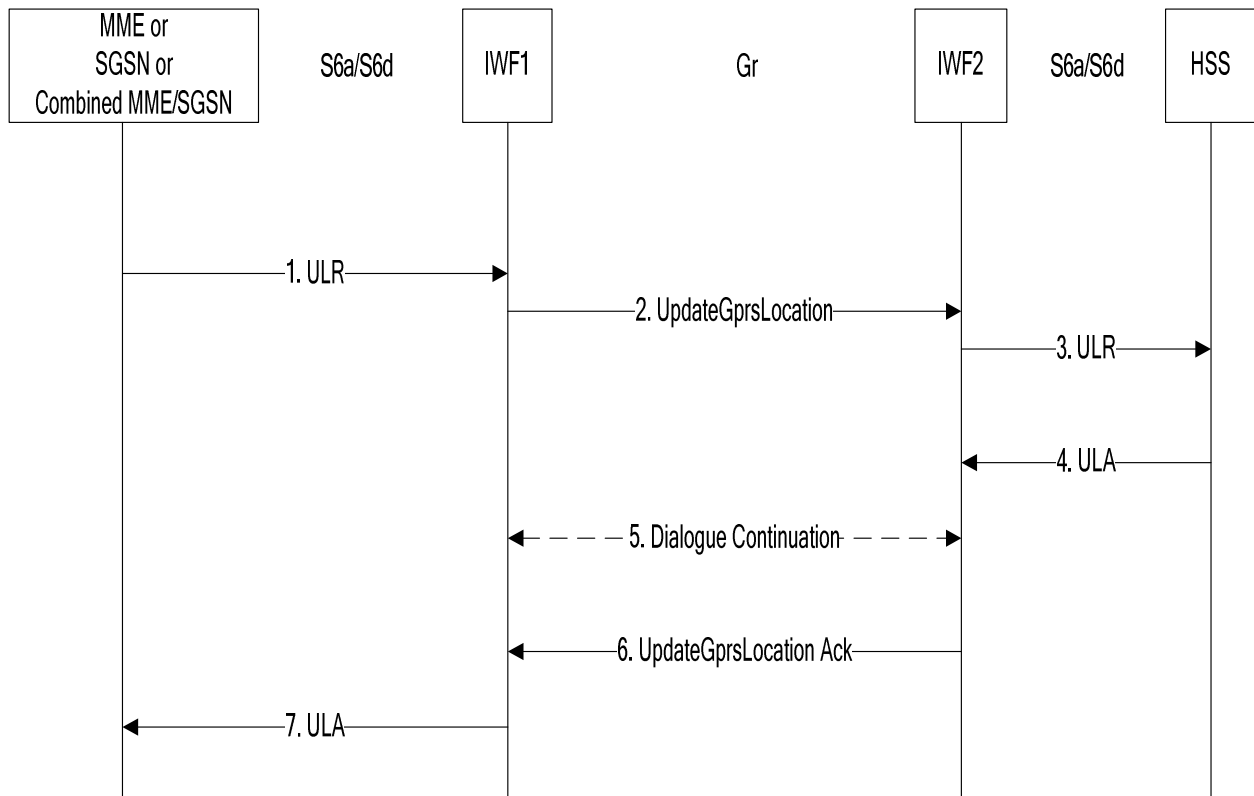 MME or
SGSN or
Combined MME/SGSN
S6a/S6d
IWF1
Gr
IWF2
S6a/S6d
HSS
1. ULR
2. UpdateGprsLocation
3. ULR
4. ULA
5. Dialogue Continuation
6. UpdateGprsLocation Ack
7. ULA